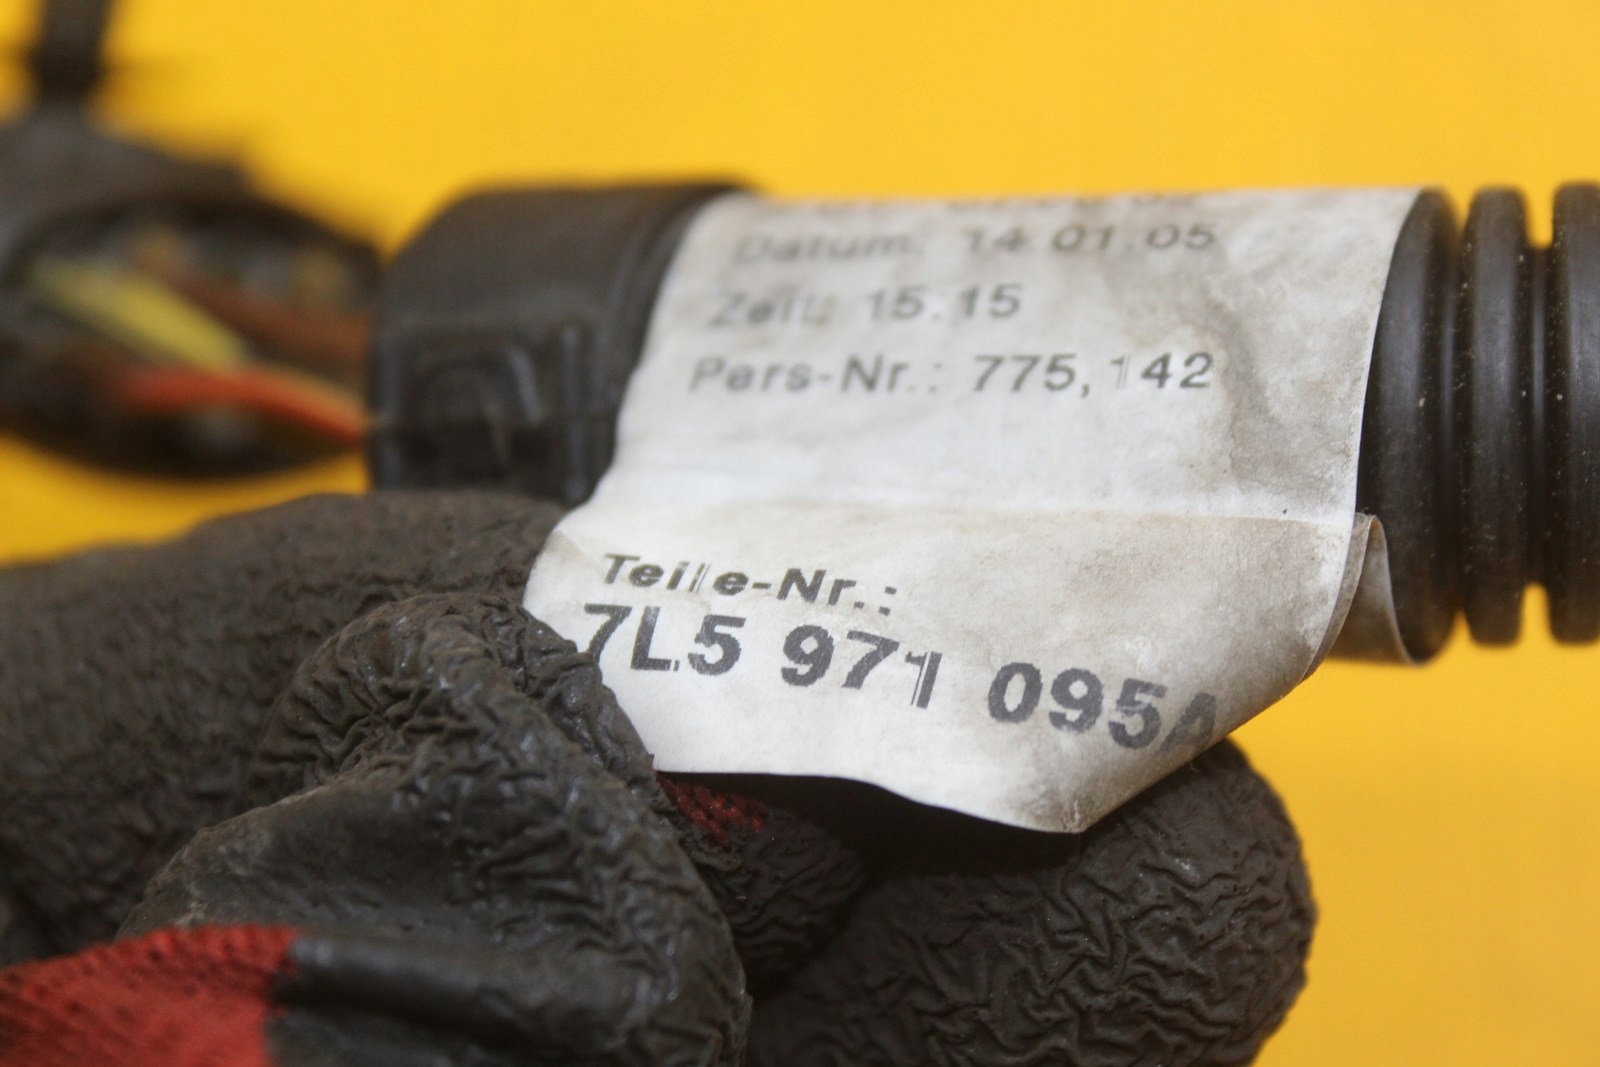 Datum: 14.01.05
Zeit: 15:15
Pers-Nr.: 775,142
Teile-Nr.:
7L5 971 095A